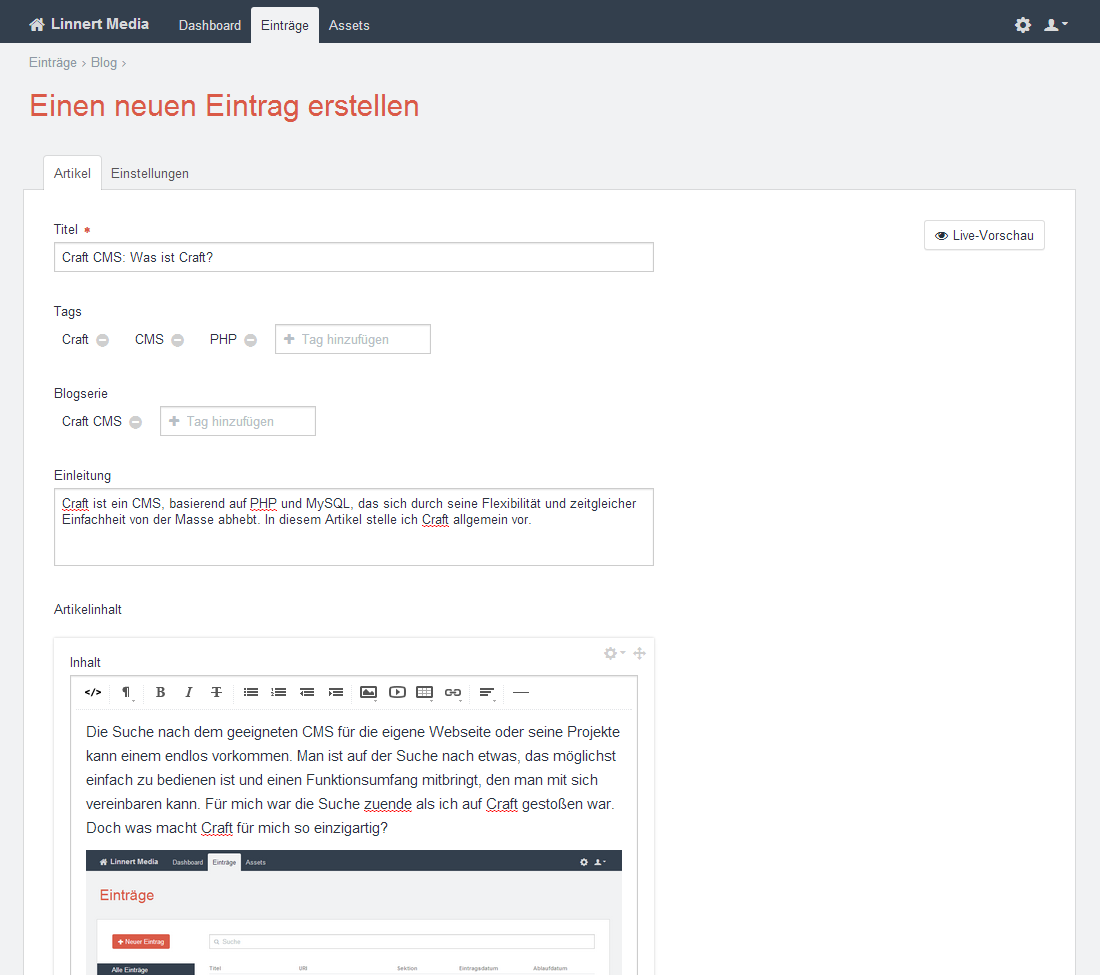 Linnert Media Dashboard Einträge Assets
Einträge › Blog ›
Einen neuen Eintrag erstellen
Artikel Einstellungen
Titel *
Live-Vorschau
Craft CMS: Was ist Craft?
Tags
Craft CMS PHP + Tag hinzufügen
Blogserie
Craft CMS + Tag hinzufügen
Einleitung
Craft ist ein CMS, basierend auf PHP und MySQL, das sich durch seine Flexibilität und zeitgleicher
Einfachheit von der Masse abhebt. In diesem Artikel stelle ich Craft allgemein vor.
Artikelinhalt
Inhalt
</> ¶ B I T
Die Suche nach dem geeigneten CMS für die eigene Webseite oder seine Projekte
kann einem endlos vorkommen. Man ist auf der Suche nach etwas, das möglichst
einfach zu bedienen ist und einen Funktionsumfang mitbringt, den man mit sich
vereinbaren kann. Für mich war die Suche zuende als ich auf Craft gestoßen war.
Doch was macht Craft für mich so einzigartig?
Linnert Media Dashboard Einträge Assets
Einträge
+ Neuer Eintrag Suche
Alle Einträge Titel URI Sektion Eintragsdatum Ablaufdatum